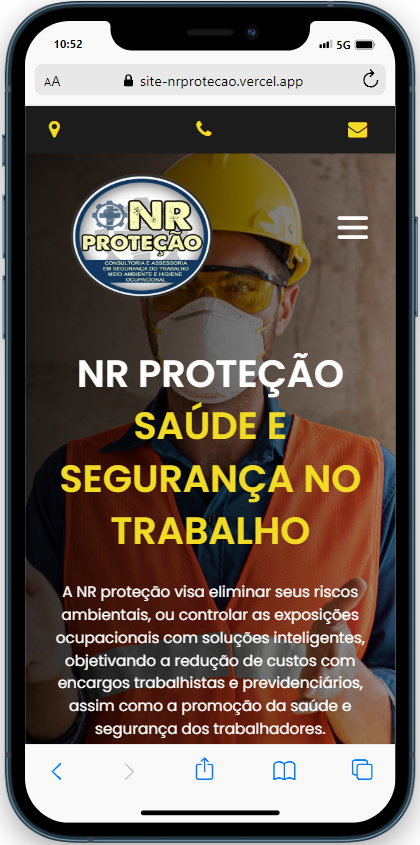 10:52
5G
AA
site-nrprotecao.vercel.app
NR
PROTEÇÃO
CONSULTORIA E ASSESSORIA
EM SEGURANÇA DO TRABALHO
MEIO AMBIENTE E HIGIENE
OCUPACIONAL
NR PROTEÇÃO
SAÚDE E
SEGURANÇA NO
TRABALHO
A NR proteção visa eliminar seus riscos
ambientais, ou controlar as exposições
ocupacionais com soluções inteligentes,
objetivando a redução de custos com
encargos trabalhistas e previdenciários,
assim como a promoção da saúde e
segurança dos trabalhadores.